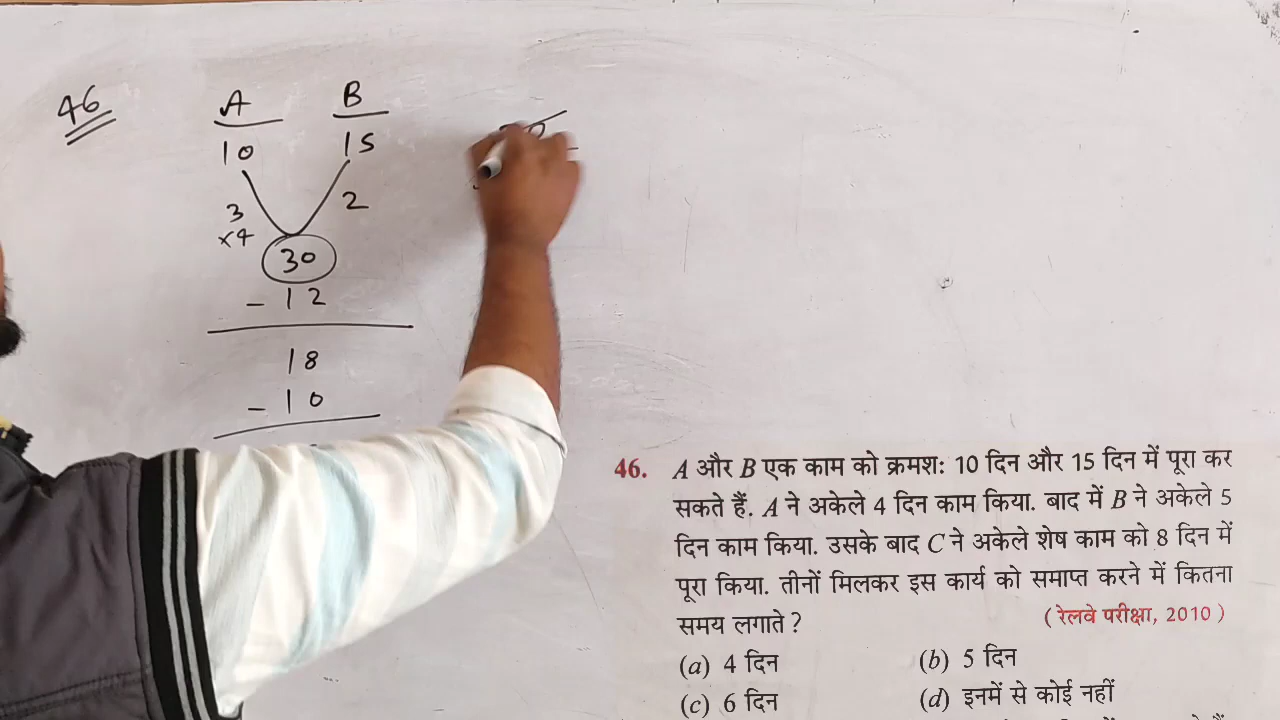 46
A B
10 15
3 2
×4
30
- 12
18
- 10
46. A और B एक काम को क्रमश: 10 दिन और 15 दिन में पूरा कर
सकते हैं. A ने अकेले 4 दिन काम किया. बाद में B ने अकेले 5
दिन काम किया. उसके बाद C ने अकेले शेष काम को 8 दिन में
पूरा किया. तीनों मिलकर इस कार्य को समाप्त करने में कितना
समय लगाते ?
( रेलवे परीक्षा, 2010 )
(a) 4 दिन (b) 5 दिन
(c) 6 दिन (d) इनमें से कोई नहीं